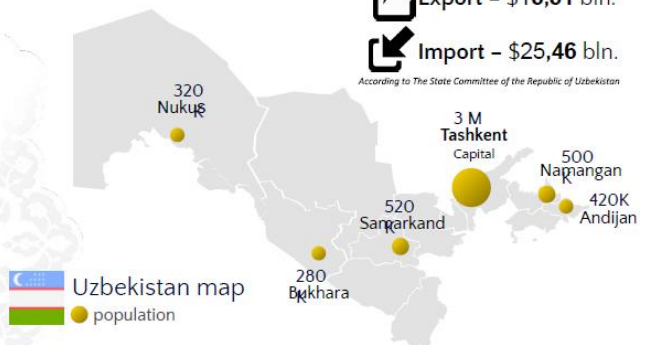 Export –
Import – $25,46 bln.
According to The State Committee of the Republic of Uzbekistan
320
K
Nukus
3 M
Tashkent
Capital
500
K
Namangan
420K
Andijan
520
K
Samarkand
280
K
Bukhara
Uzbekistan map
population